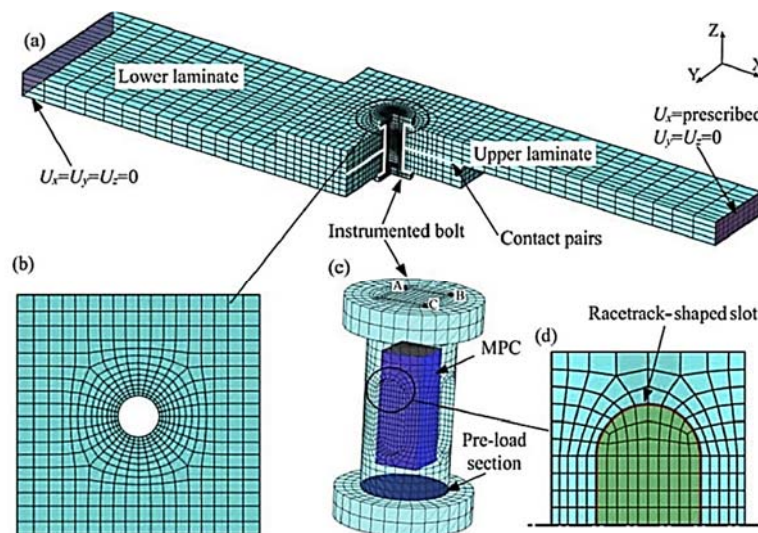 (a)
Lower laminate
Z
Y
X
Ux=prescribed
Uy=Uz=0
Upper laminate
Ux=Uy=Uz=0
Instrumented bolt
Contact pairs
(b)
(c)
A
B
C
Racetrack-shaped slot
(d)
MPC
Pre-load
section